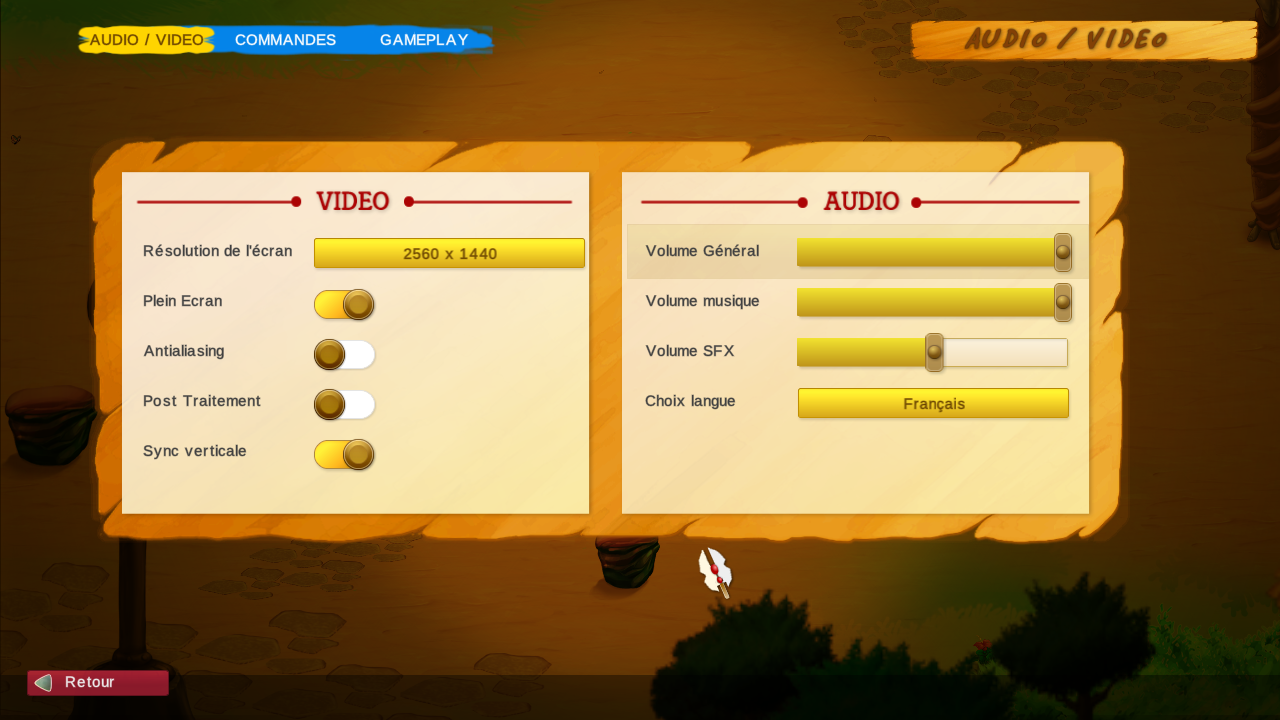 AUDIO / VIDEO COMMANDES GAMEPLAY
AUDIO / VIDEO
VIDEO
Résolution de l'écran 2560 x 1440
Plein Ecran
Antialiasing
Post Traitement
Sync verticale
AUDIO
Volume Général
Volume musique
Volume SFX
Choix langue Français
Retour